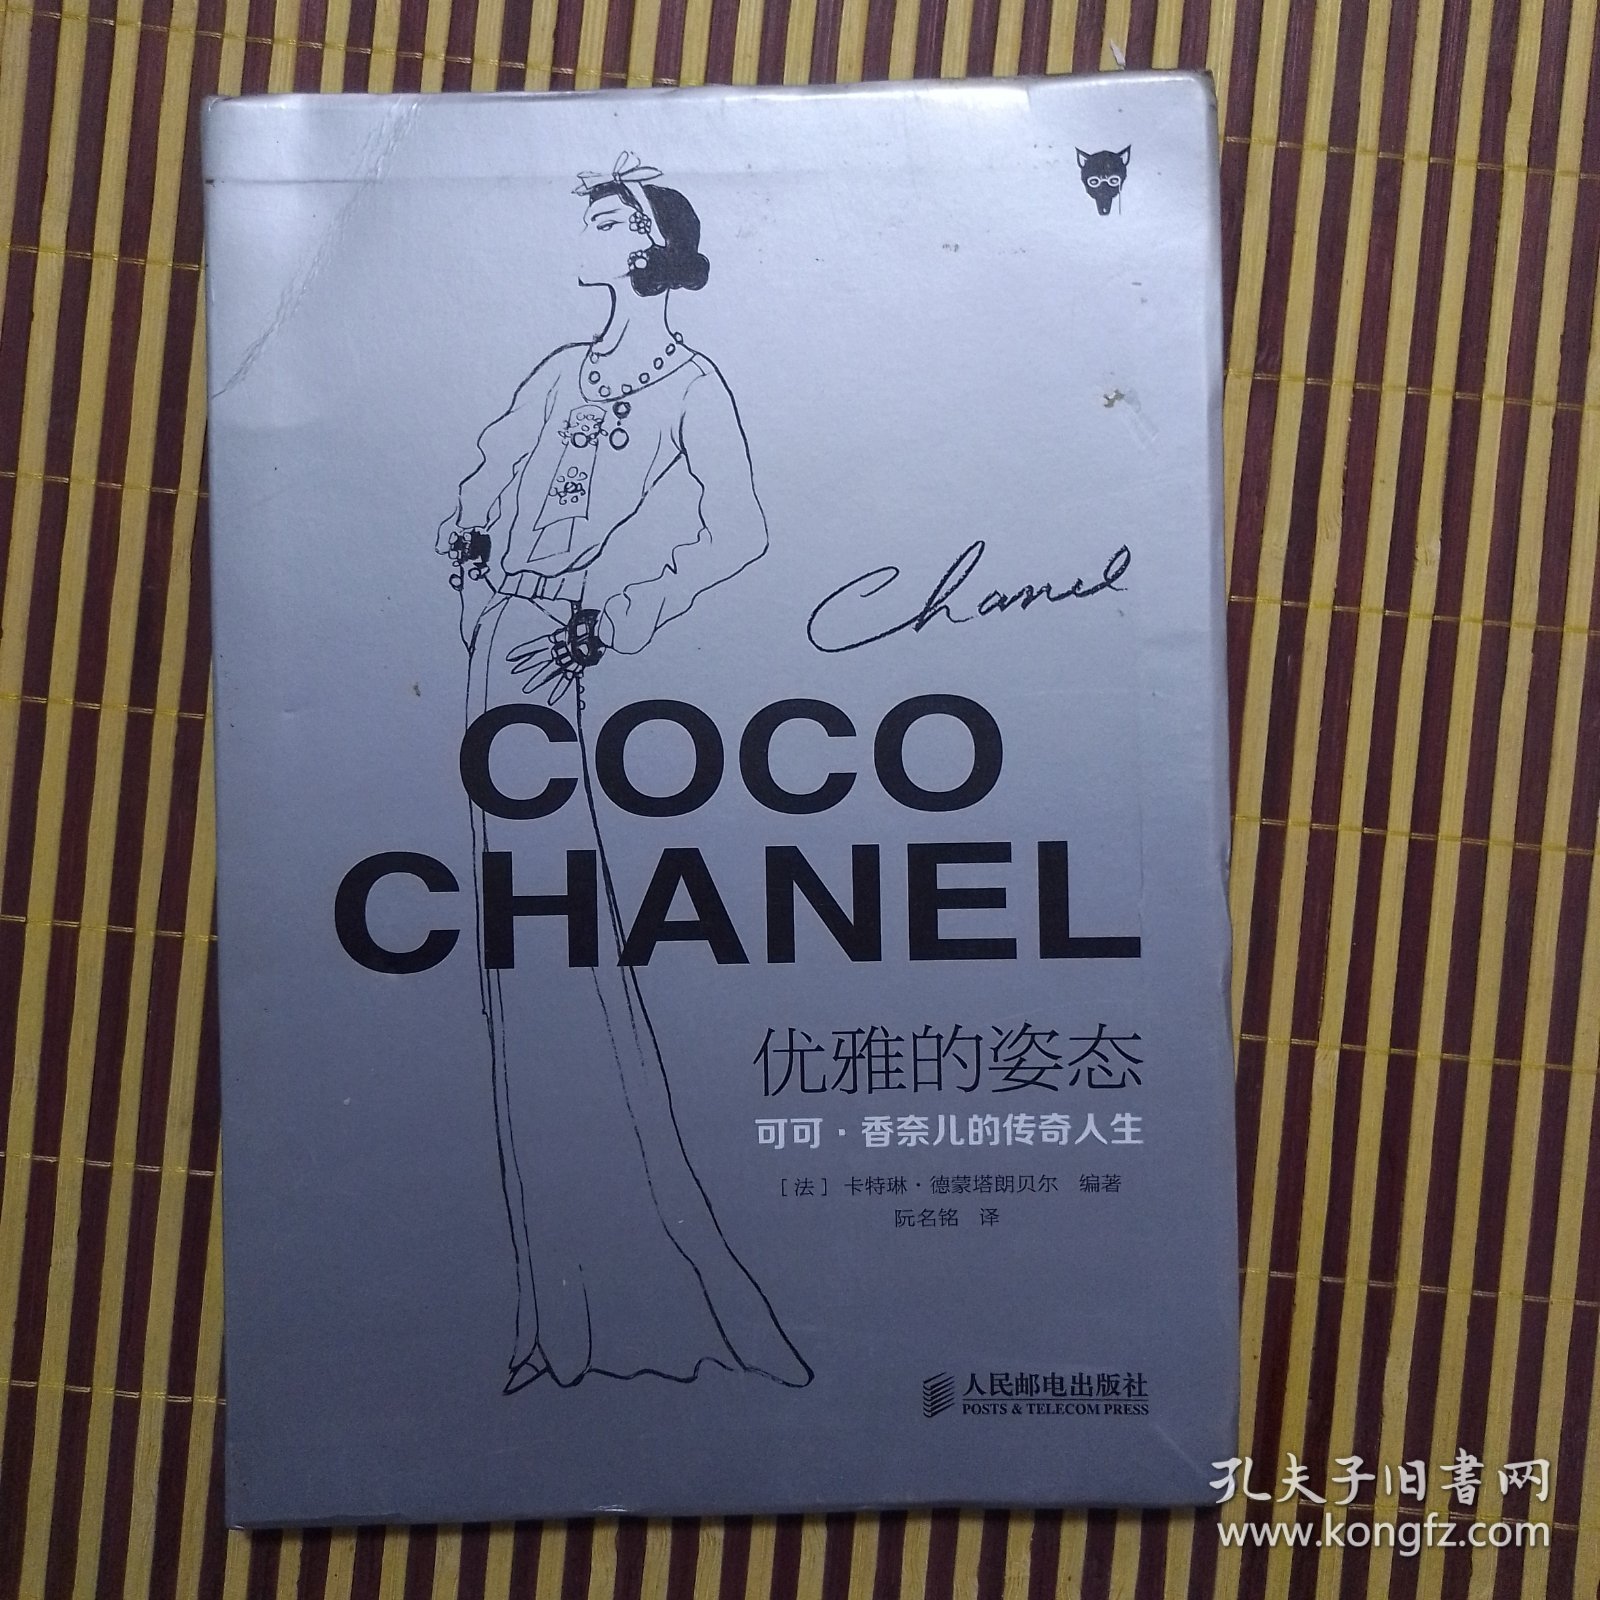 Chanel
COCO
CHANEL
优雅的姿态
可可·香奈儿的传奇人生
［法］ 卡特琳·德蒙塔朗贝尔 编著
阮名铭 译
人民邮电出版社
POSTS & TELECOM PRESS
孔夫子旧书网
www.kongfz.com